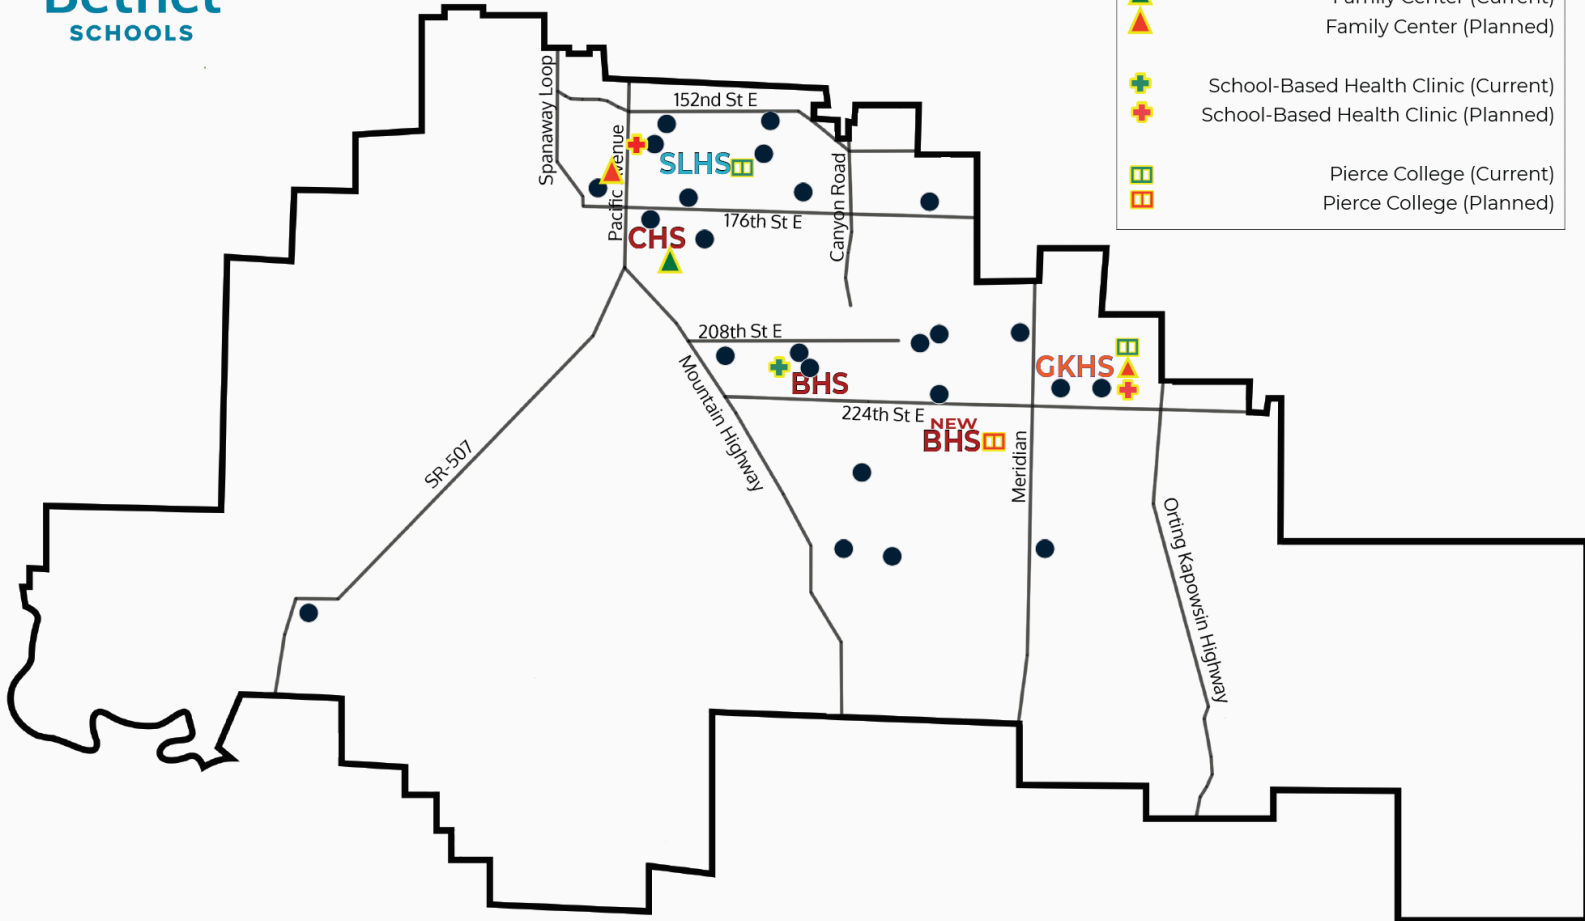 Bethel
SCHOOLS
Family Center (Current)
Family Center (Planned)
School-Based Health Clinic (Current)
School-Based Health Clinic (Planned)
Pierce College (Current)
Pierce College (Planned)
Spanaway Loop
152nd St E
Pacific Avenue
SLHS
Canyon Road
176th St E
CHS
208th St E
BHS
GKHS
Mountain Highway
224th St E
NEW
BHS
Meridian
SR-507
Orting Kapowsin Highway